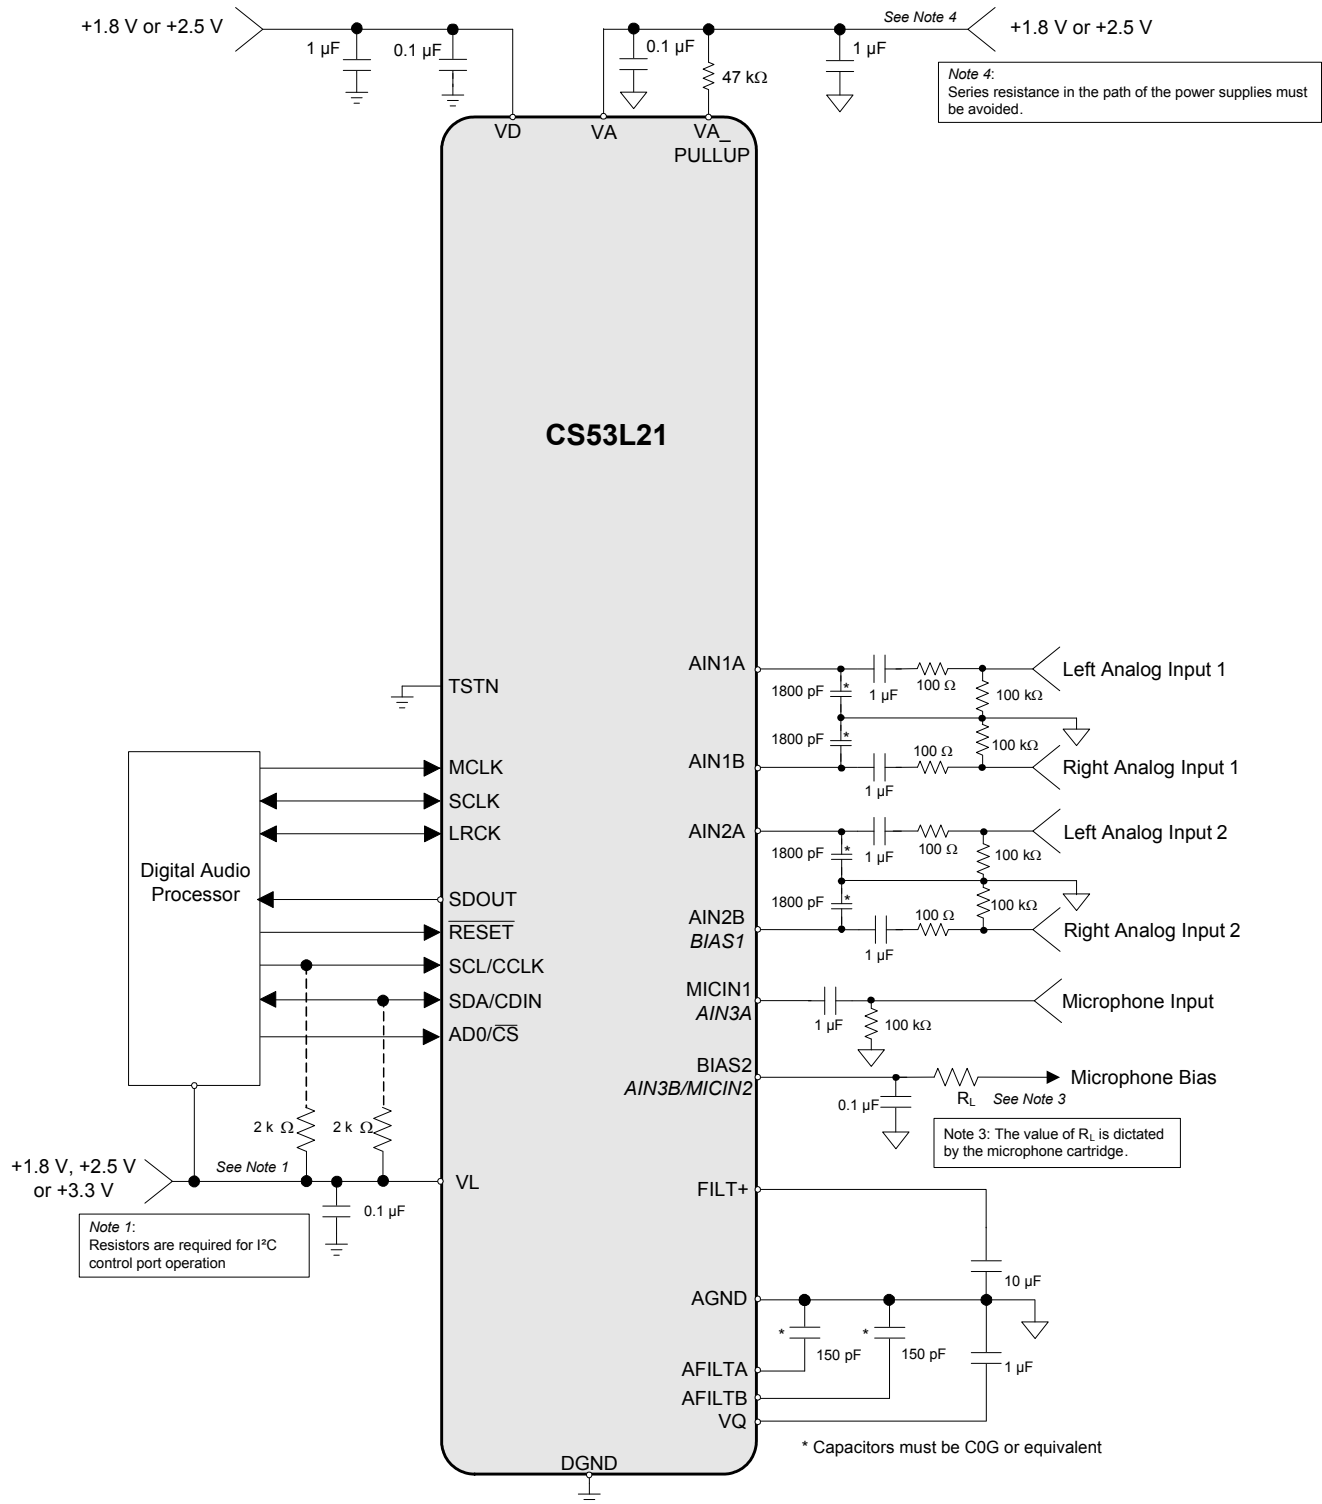 +1.8 V or +2.5 V
1 µF
0.1 µF
See Note 4
+1.8 V or +2.5 V
0.1 µF
47 kΩ
1 µF
Note 4:
Series resistance in the path of the power supplies must
be avoided.
VD
VA
VA_
PULLUP
CS53L21
TSTN
Digital Audio
Processor
MCLK
SCLK
LRCK
SDOUT
RESET
SCL/CCLK
SDA/CDIN
AD0/CS
2 k Ω
2 k Ω
+1.8 V, +2.5 V
or +3.3 V
See Note 1
VL
0.1 µF
Note 1:
Resistors are required for I²C
control port operation
AIN1A
1800 pF
*
1 µF
100 Ω
100 kΩ
Left Analog Input 1
1800 pF
*
100 Ω
100 kΩ
AIN1B
1 µF
Right Analog Input 1
AIN2A
1800 pF
*
1 µF
100 Ω
100 kΩ
Left Analog Input 2
1800 pF
*
100 Ω
100 kΩ
AIN2B
BIAS1
1 µF
Right Analog Input 2
MICIN1
AIN3A
1 µF
100 kΩ
Microphone Input
BIAS2
AIN3B/MICIN2
0.1 µF
RL
See Note 3
Microphone Bias
Note 3: The value of RL is dictated
by the microphone cartridge.
FILT+
10 µF
AGND
*
150 pF
*
150 pF
1 µF
AFILTA
AFILTB
VQ
* Capacitors must be C0G or equivalent
DGND